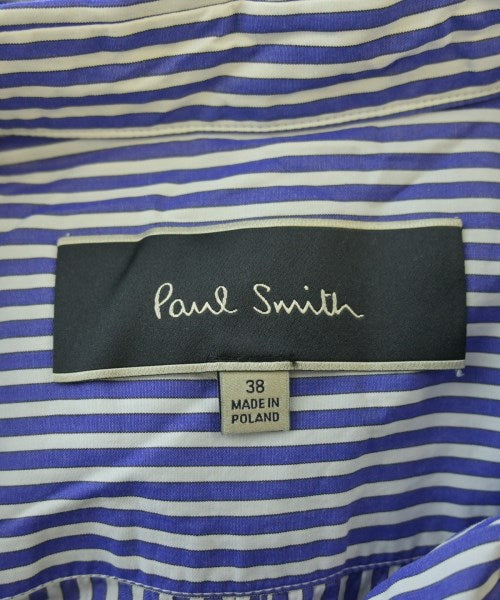 Paul Smith
38
MADE IN
POLAND